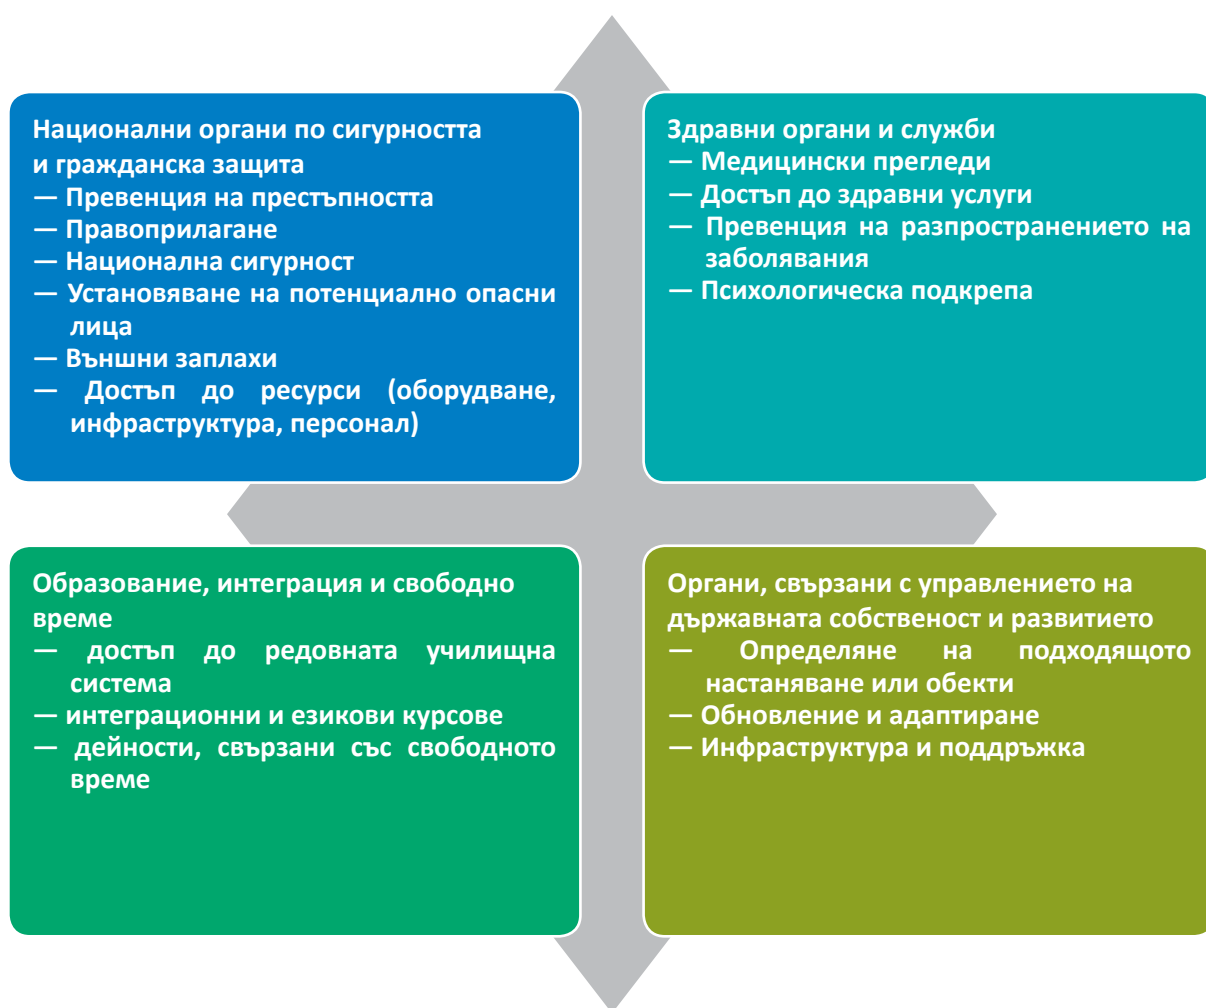 Национални органи по сигурността
и гражданска защита
— Превенция на престъпността
— Правоприлагане
— Национална сигурност
— Установяване на потенциално опасни
лица
— Външни заплахи
— Достъп до ресурси (оборудване,
инфраструктура, персонал)
Здравни органи и служби
— Медицински прегледи
— Достъп до здравни услуги
— Превенция на разпространението на
заболявания
— Психологическа подкрепа
Образование, интеграция и свободно
време
— достъп до редовната училищна
система
— интеграционни и езикови курсове
— дейности, свързани със свободното
време
Органи, свързани с управлението на
държавната собственост и развитието
— Определяне на подходящото
настаняване или обекти
— Обновление и адаптиране
— Инфраструктура и поддръжка